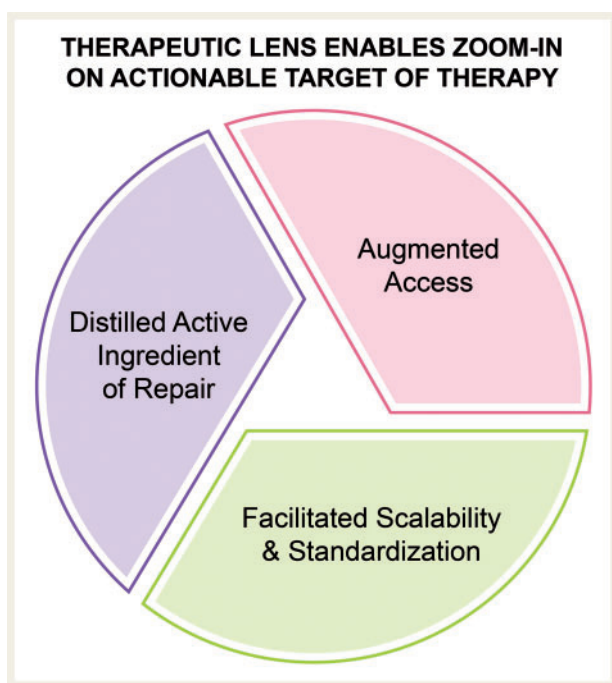 THERAPEUTIC LENS ENABLES ZOOM-IN
ON ACTIONABLE TARGET OF THERAPY
Augmented
Access
Distilled Active
Ingredient
of Repair
Facilitated Scalability
& Standardization